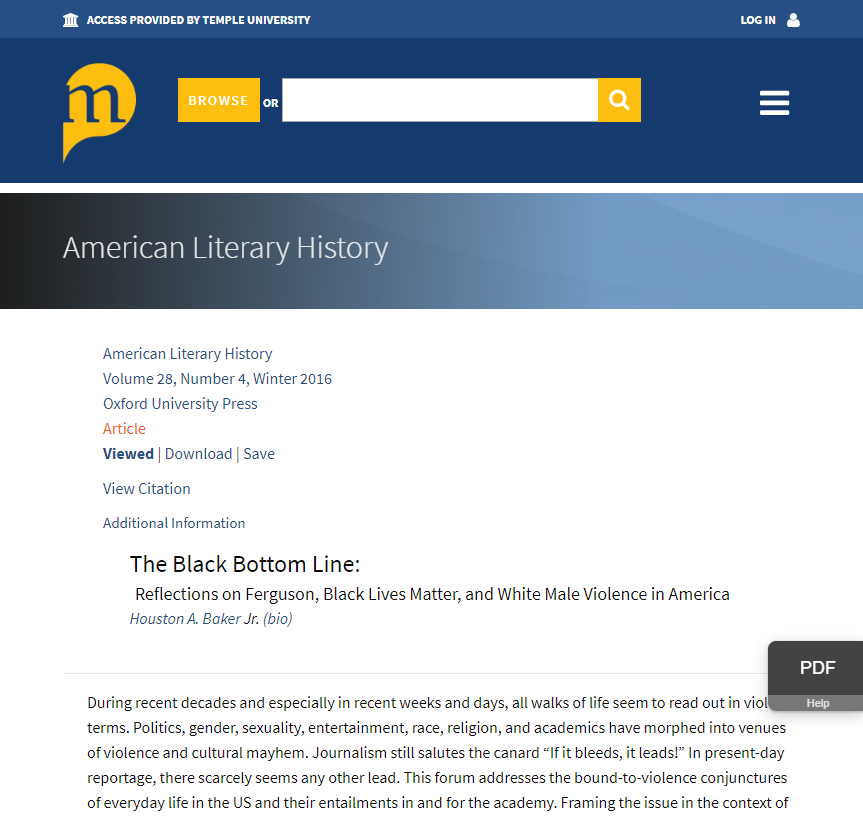 ACCESS PROVIDED BY TEMPLE UNIVERSITY
LOG IN
m
BROWSE OR
American Literary History
American Literary History
Volume 28, Number 4, Winter 2016
Oxford University Press
Article
Viewed | Download | Save
View Citation
Additional Information
The Black Bottom Line:
Reflections on Ferguson, Black Lives Matter, and White Male Violence in America
Houston A. Baker Jr. (bio)
PDF
Help
During recent decades and especially in recent weeks and days, all walks of life seem to read out in
terms. Politics, gender, sexuality, entertainment, race, religion, and academics have morphed into venues
of violence and cultural mayhem. Journalism still salutes the canard “If it bleeds, it leads!” In present-day
reportage, there scarcely seems any other lead. This forum addresses the bound-to-violence conjunctures
of everyday life in the US and their entailments in and for the academy. Framing the issue in the context of